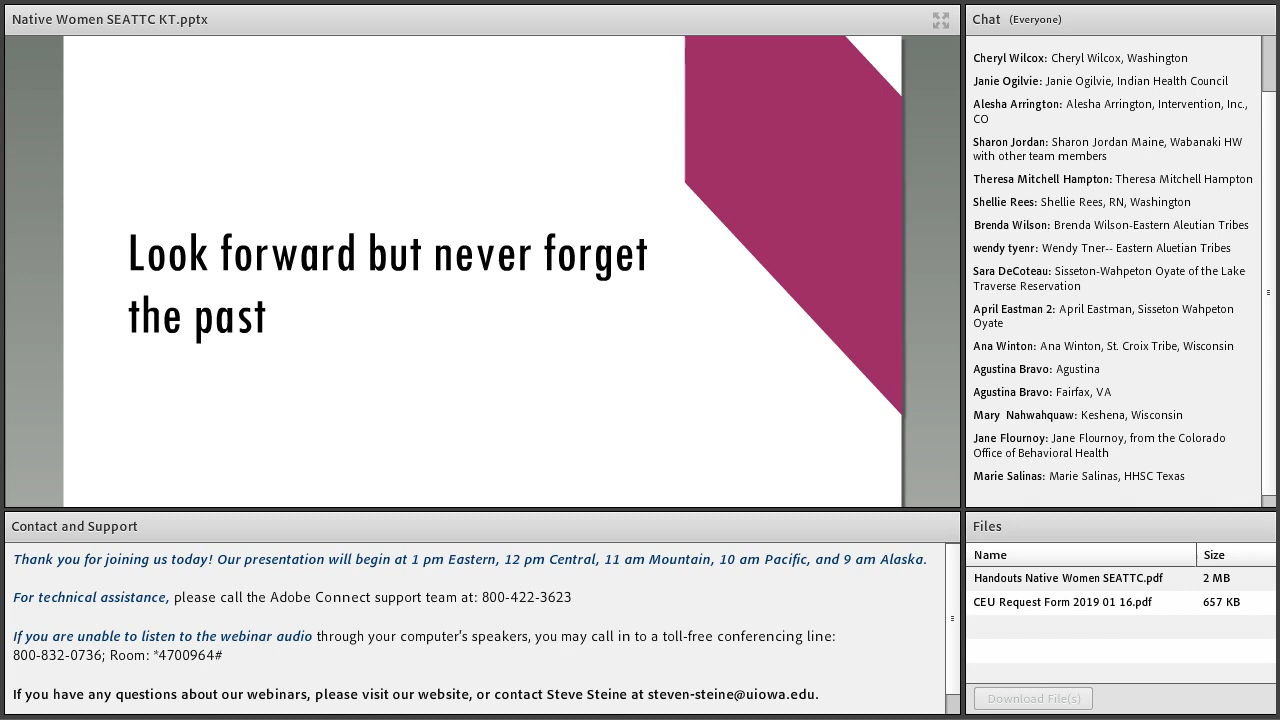 Native Women SEATTC KT.pptx
Look forward but never forget
the past
Chat (Everyone)
Cheryl Wilcox: Cheryl Wilcox, Washington
Janie Ogilvie: Janie Ogilvie, Indian Health Council
Alesha Arrington: Alesha Arrington, Intervention, Inc.,
CO
Sharon Jordan: Sharon Jordan Maine, Wabanaki HW
with other team members
Theresa Mitchell Hampton: Theresa Mitchell Hampton
Shellie Rees: Shellie Rees, RN, Washington
Brenda Wilson: Brenda Wilson-Eastern Aleutian Tribes
wendy tyenr: Wendy Tner-- Eastern Aluetian Tribes
Sara DeCoteau: Sisseton-Wahpeton Oyate of the Lake
Traverse Reservation
April Eastman 2: April Eastman, Sisseton Wahpeton
Oyate
Ana Winton: Ana Winton, St. Croix Tribe, Wisconsin
Agustina Bravo: Agustina
Agustina Bravo: Fairfax, VA
Mary Nahwahquaw: Keshena, Wisconsin
Jane Flournoy: Jane Flournoy, from the Colorado
Office of Behavioral Health
Marie Salinas: Marie Salinas, HHSC Texas
Contact and Support
Thank you for joining us today! Our presentation will begin at 1 pm Eastern, 12 pm Central, 11 am Mountain, 10 am Pacific, and 9 am Alaska.
For technical assistance, please call the Adobe Connect support team at: 800-422-3623
If you are unable to listen to the webinar audio through your computer's speakers, you may call in to a toll-free conferencing line:
800-832-0736; Room: *4700964#
If you have any questions about our webinars, please visit our website, or contact Steve Steine at steven-steine@uiowa.edu.
Files
Name Size
Handouts Native Women SEATTC.pdf 2 MB
CEU Request Form 2019 01 16.pdf 657 KB
Download File(s)